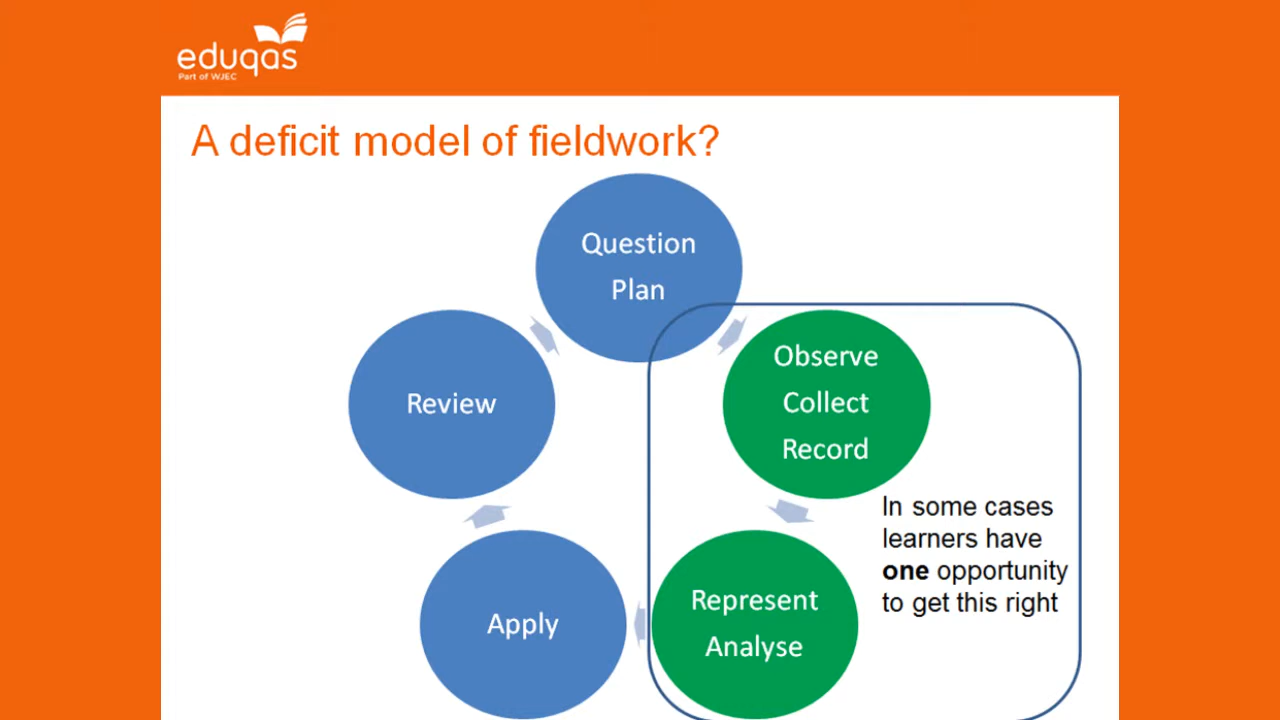 eduqas
Part of WJEC
A deficit model of fieldwork?
Question
Plan
Observe
Collect
Record
In some cases
learners have
one opportunity
to get this right
Represent
Analyse
Apply
Review